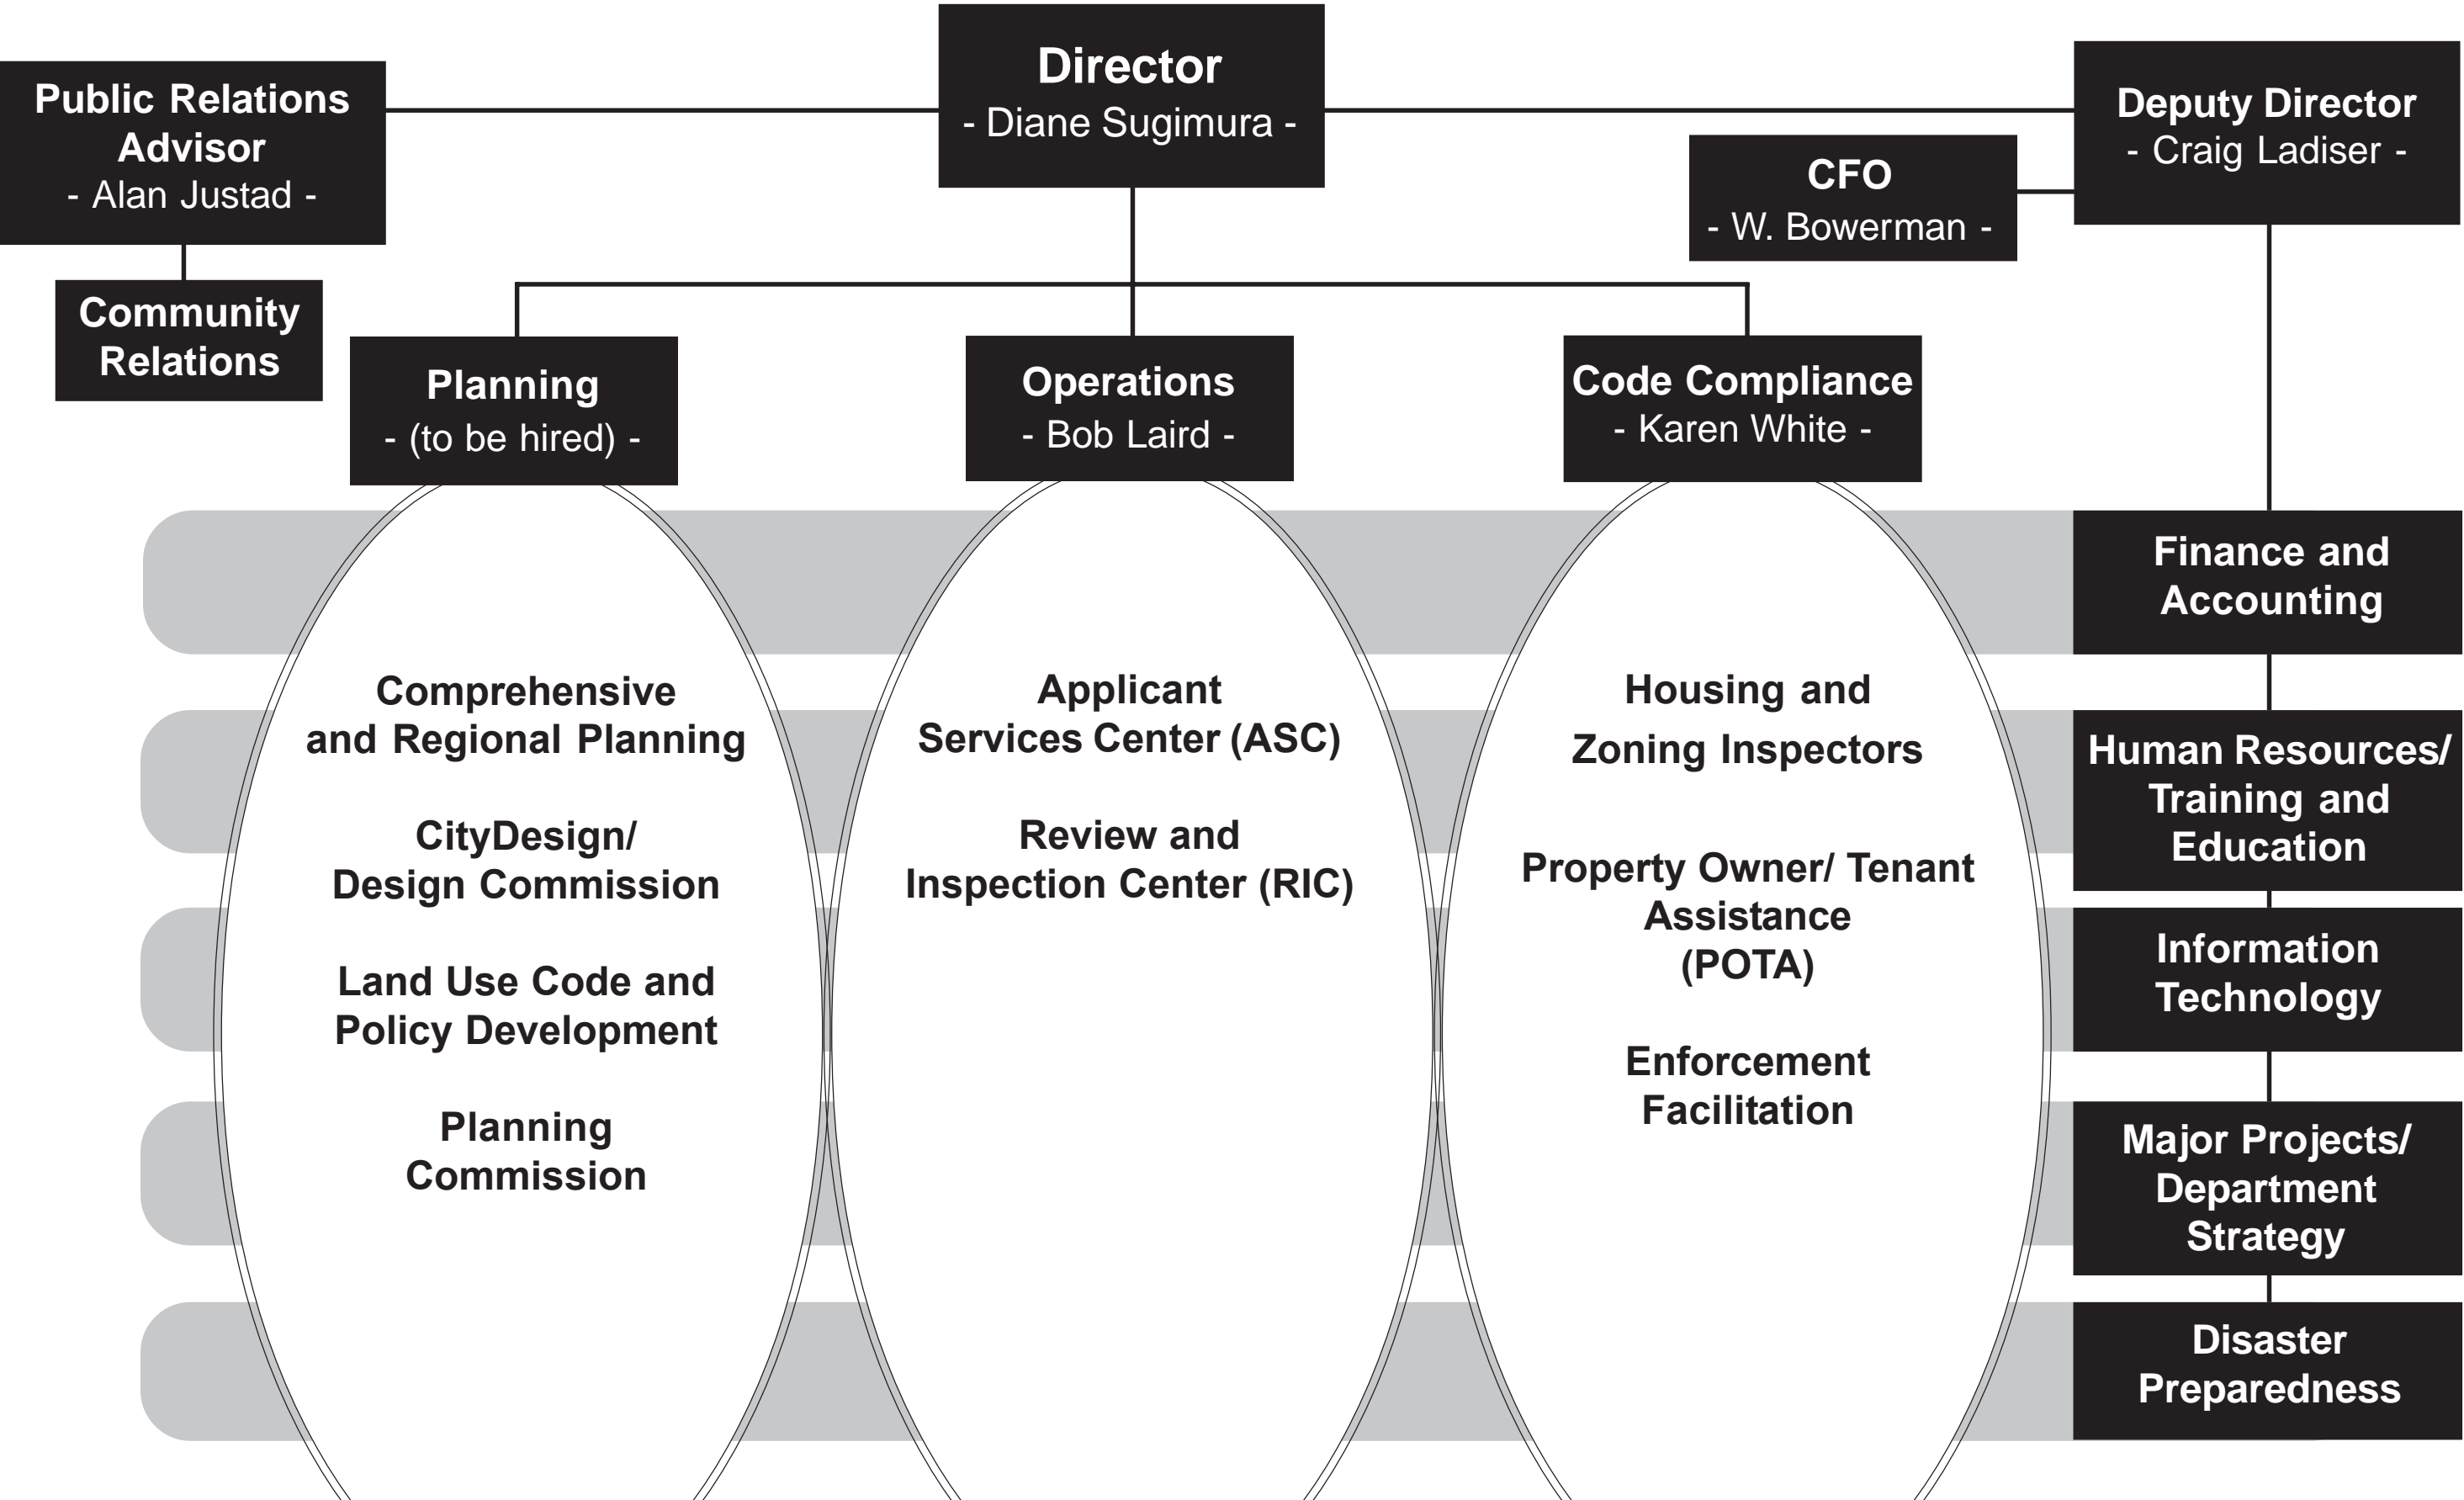 Director
- Diane Sugimura -
Public Relations
Advisor
- Alan Justad -
Deputy Director
- Craig Ladiser -
CFO
- W. Bowerman -
Community
Relations
Planning
- (to be hired) -
Operations
- Bob Laird -
Code Compliance
- Karen White -
Comprehensive
and Regional Planning
CityDesign/
Design Commission
Land Use Code and
Policy Development
Planning
Commission
Applicant
Services Center (ASC)
Review and
Inspection Center (RIC)
Housing and
Zoning Inspectors
Property Owner/ Tenant
Assistance
(POTA)
Enforcement
Facilitation
Finance and
Accounting
Human Resources/
Training and
Education
Information
Technology
Major Projects/
Department
Strategy
Disaster
Preparedness